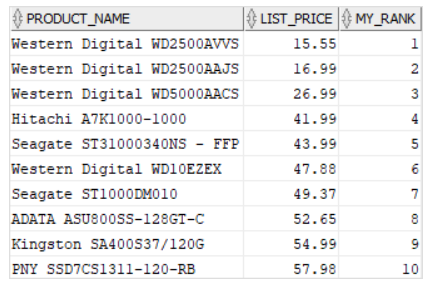 PRODUCT_NAME LIST_PRICE MY_RANK
Western Digital WD2500AVVS 15.55 1
Western Digital WD2500AAJS 16.99 2
Western Digital WD5000AACS 26.99 3
Hitachi A7K1000-1000 41.99 4
Seagate ST31000340NS - FFP 43.99 5
Western Digital WD10EZEX 47.88 6
Seagate ST1000DM010 49.37 7
ADATA ASU800SS-128GT-C 52.65 8
Kingston SA400S37/120G 54.99 9
PNY SSD7CS1311-120-RB 57.98 10